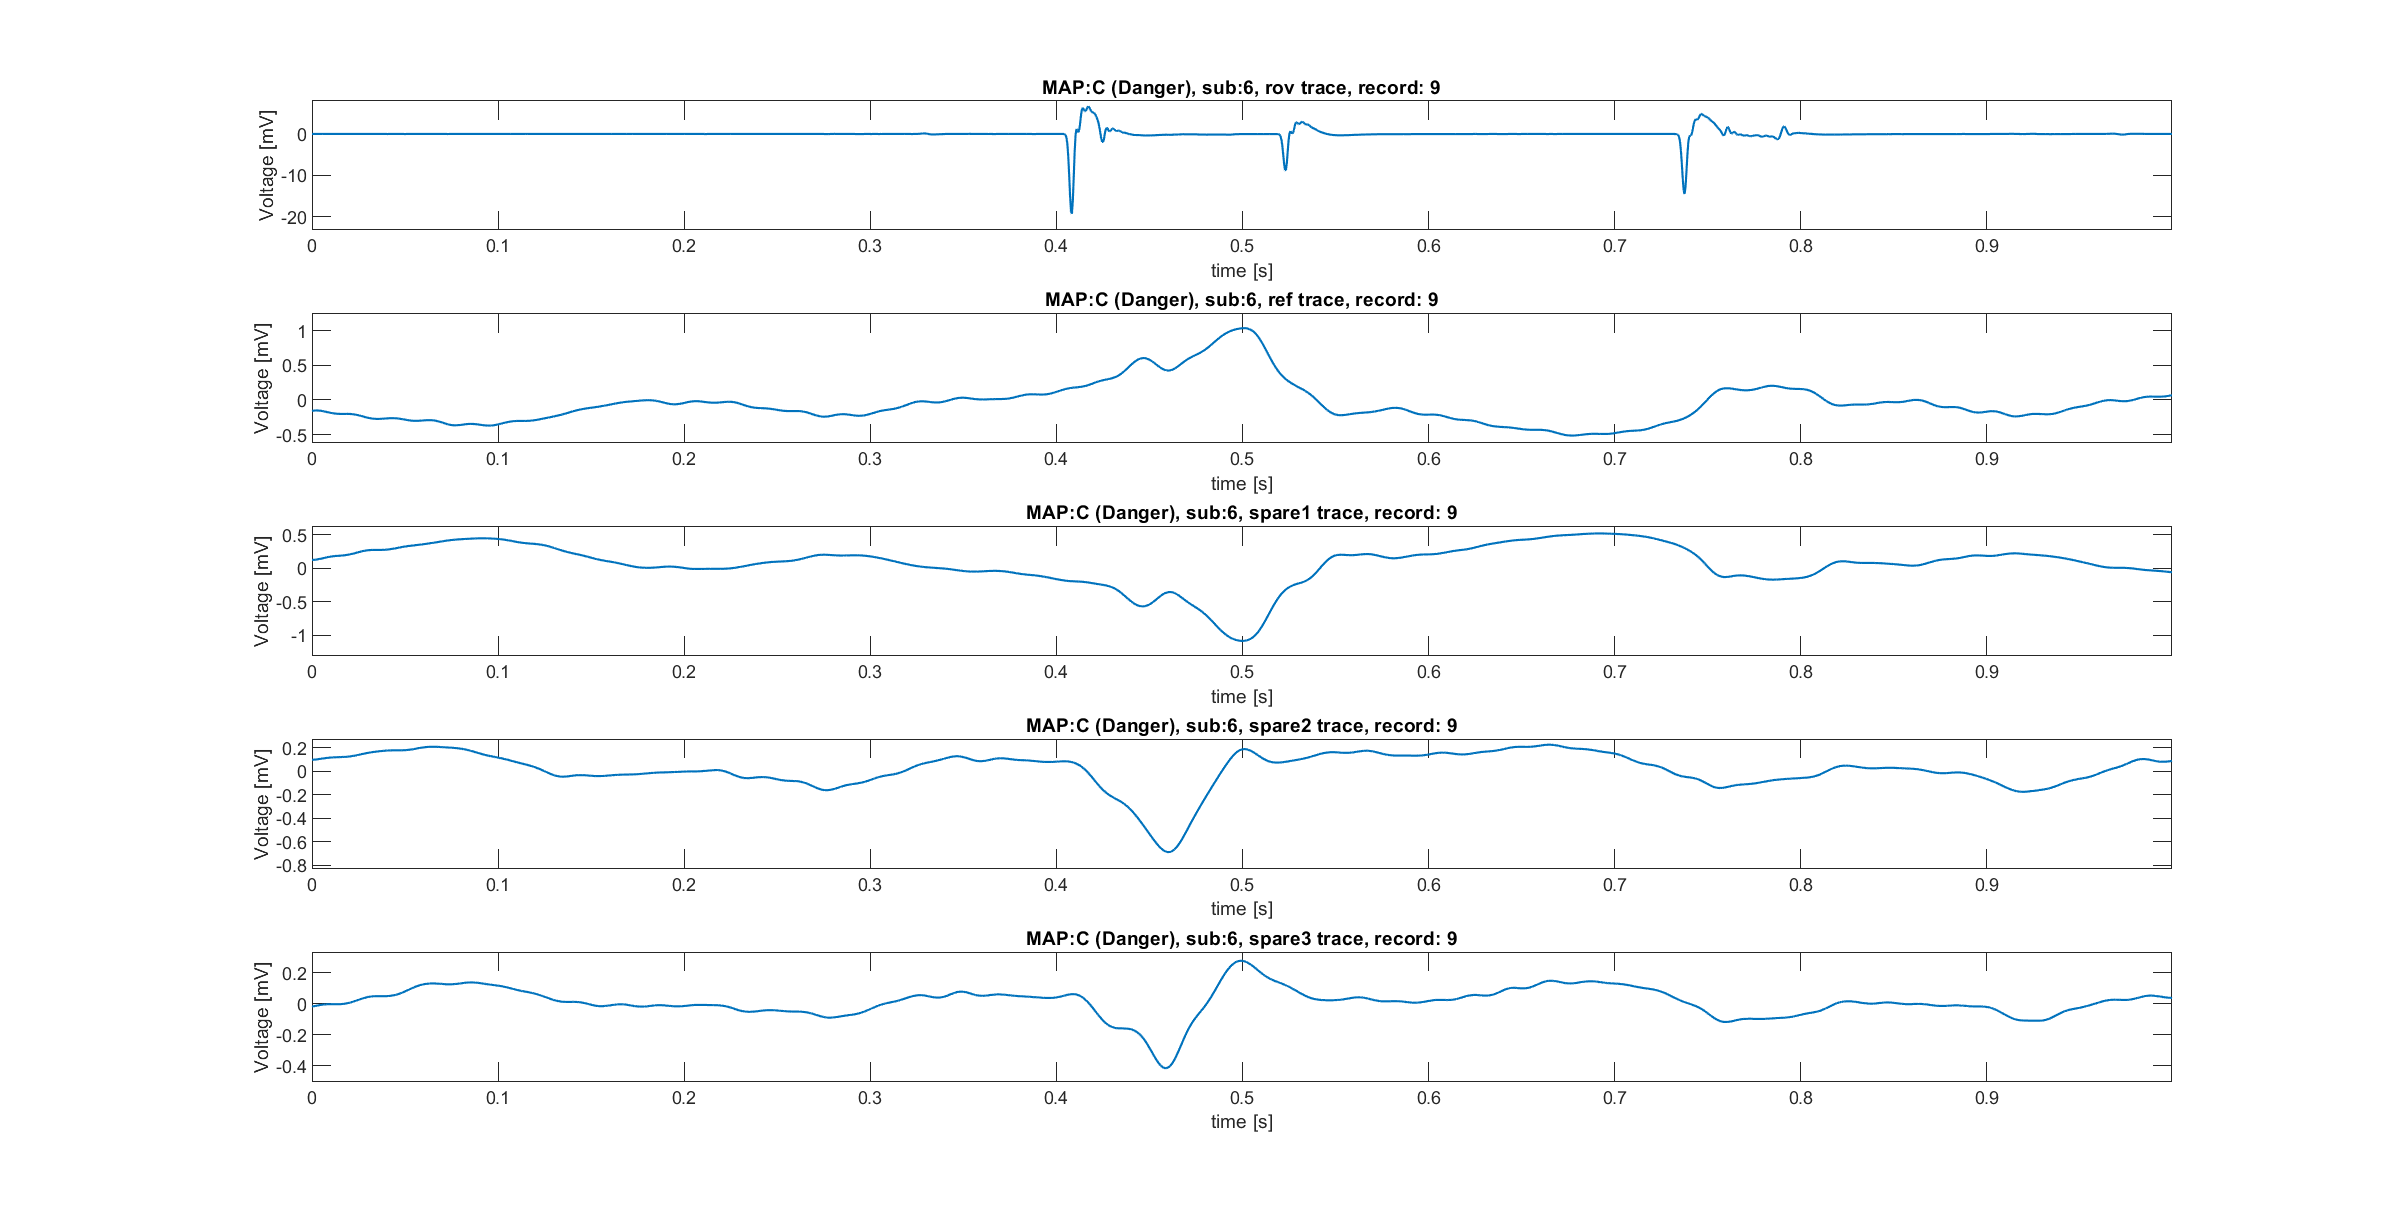 MAP:C (Danger), sub:6, rov trace, record: 9
Voltage [mV]
0
-10
-20
0 0.1 0.2 0.3 0.4 0.5 0.6 0.7 0.8 0.9
time [s]
MAP:C (Danger), sub:6, ref trace, record: 9
Voltage [mV]
1
0.5
0
-0.5
0 0.1 0.2 0.3 0.4 0.5 0.6 0.7 0.8 0.9
time [s]
MAP:C (Danger), sub:6, spare1 trace, record: 9
Voltage [mV]
0.5
0
-0.5
-1
0 0.1 0.2 0.3 0.4 0.5 0.6 0.7 0.8 0.9
time [s]
MAP:C (Danger), sub:6, spare2 trace, record: 9
Voltage [mV]
0.2
0
-0.2
-0.4
-0.6
-0.8
0 0.1 0.2 0.3 0.4 0.5 0.6 0.7 0.8 0.9
time [s]
MAP:C (Danger), sub:6, spare3 trace, record: 9
Voltage [mV]
0.2
0
-0.2
-0.4
0 0.1 0.2 0.3 0.4 0.5 0.6 0.7 0.8 0.9
time [s]